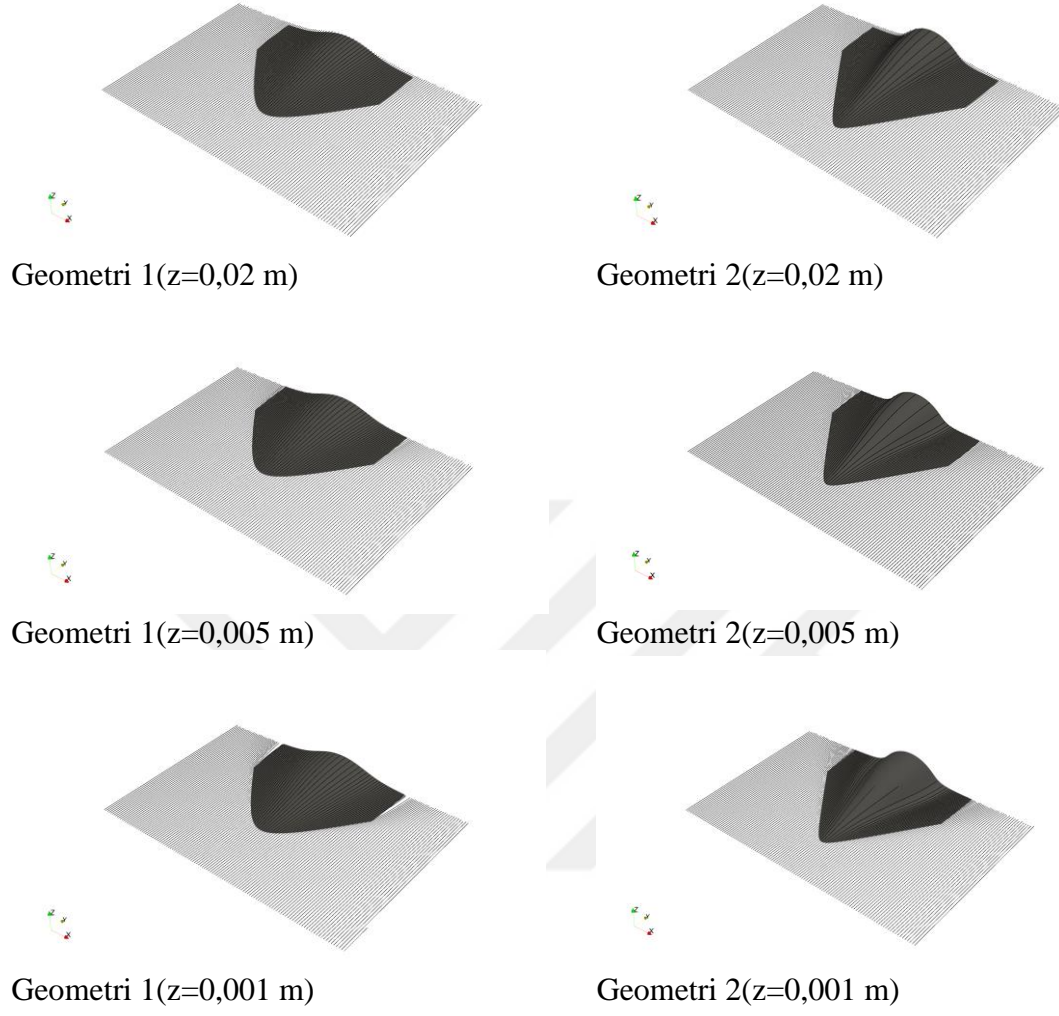 Geometri 1(z=0,02 m)
Geometri 2(z=0,02 m)
Geometri 1(z=0,005 m)
Geometri 2(z=0,005 m)
Geometri 1(z=0,001 m)
Geometri 2(z=0,001 m)